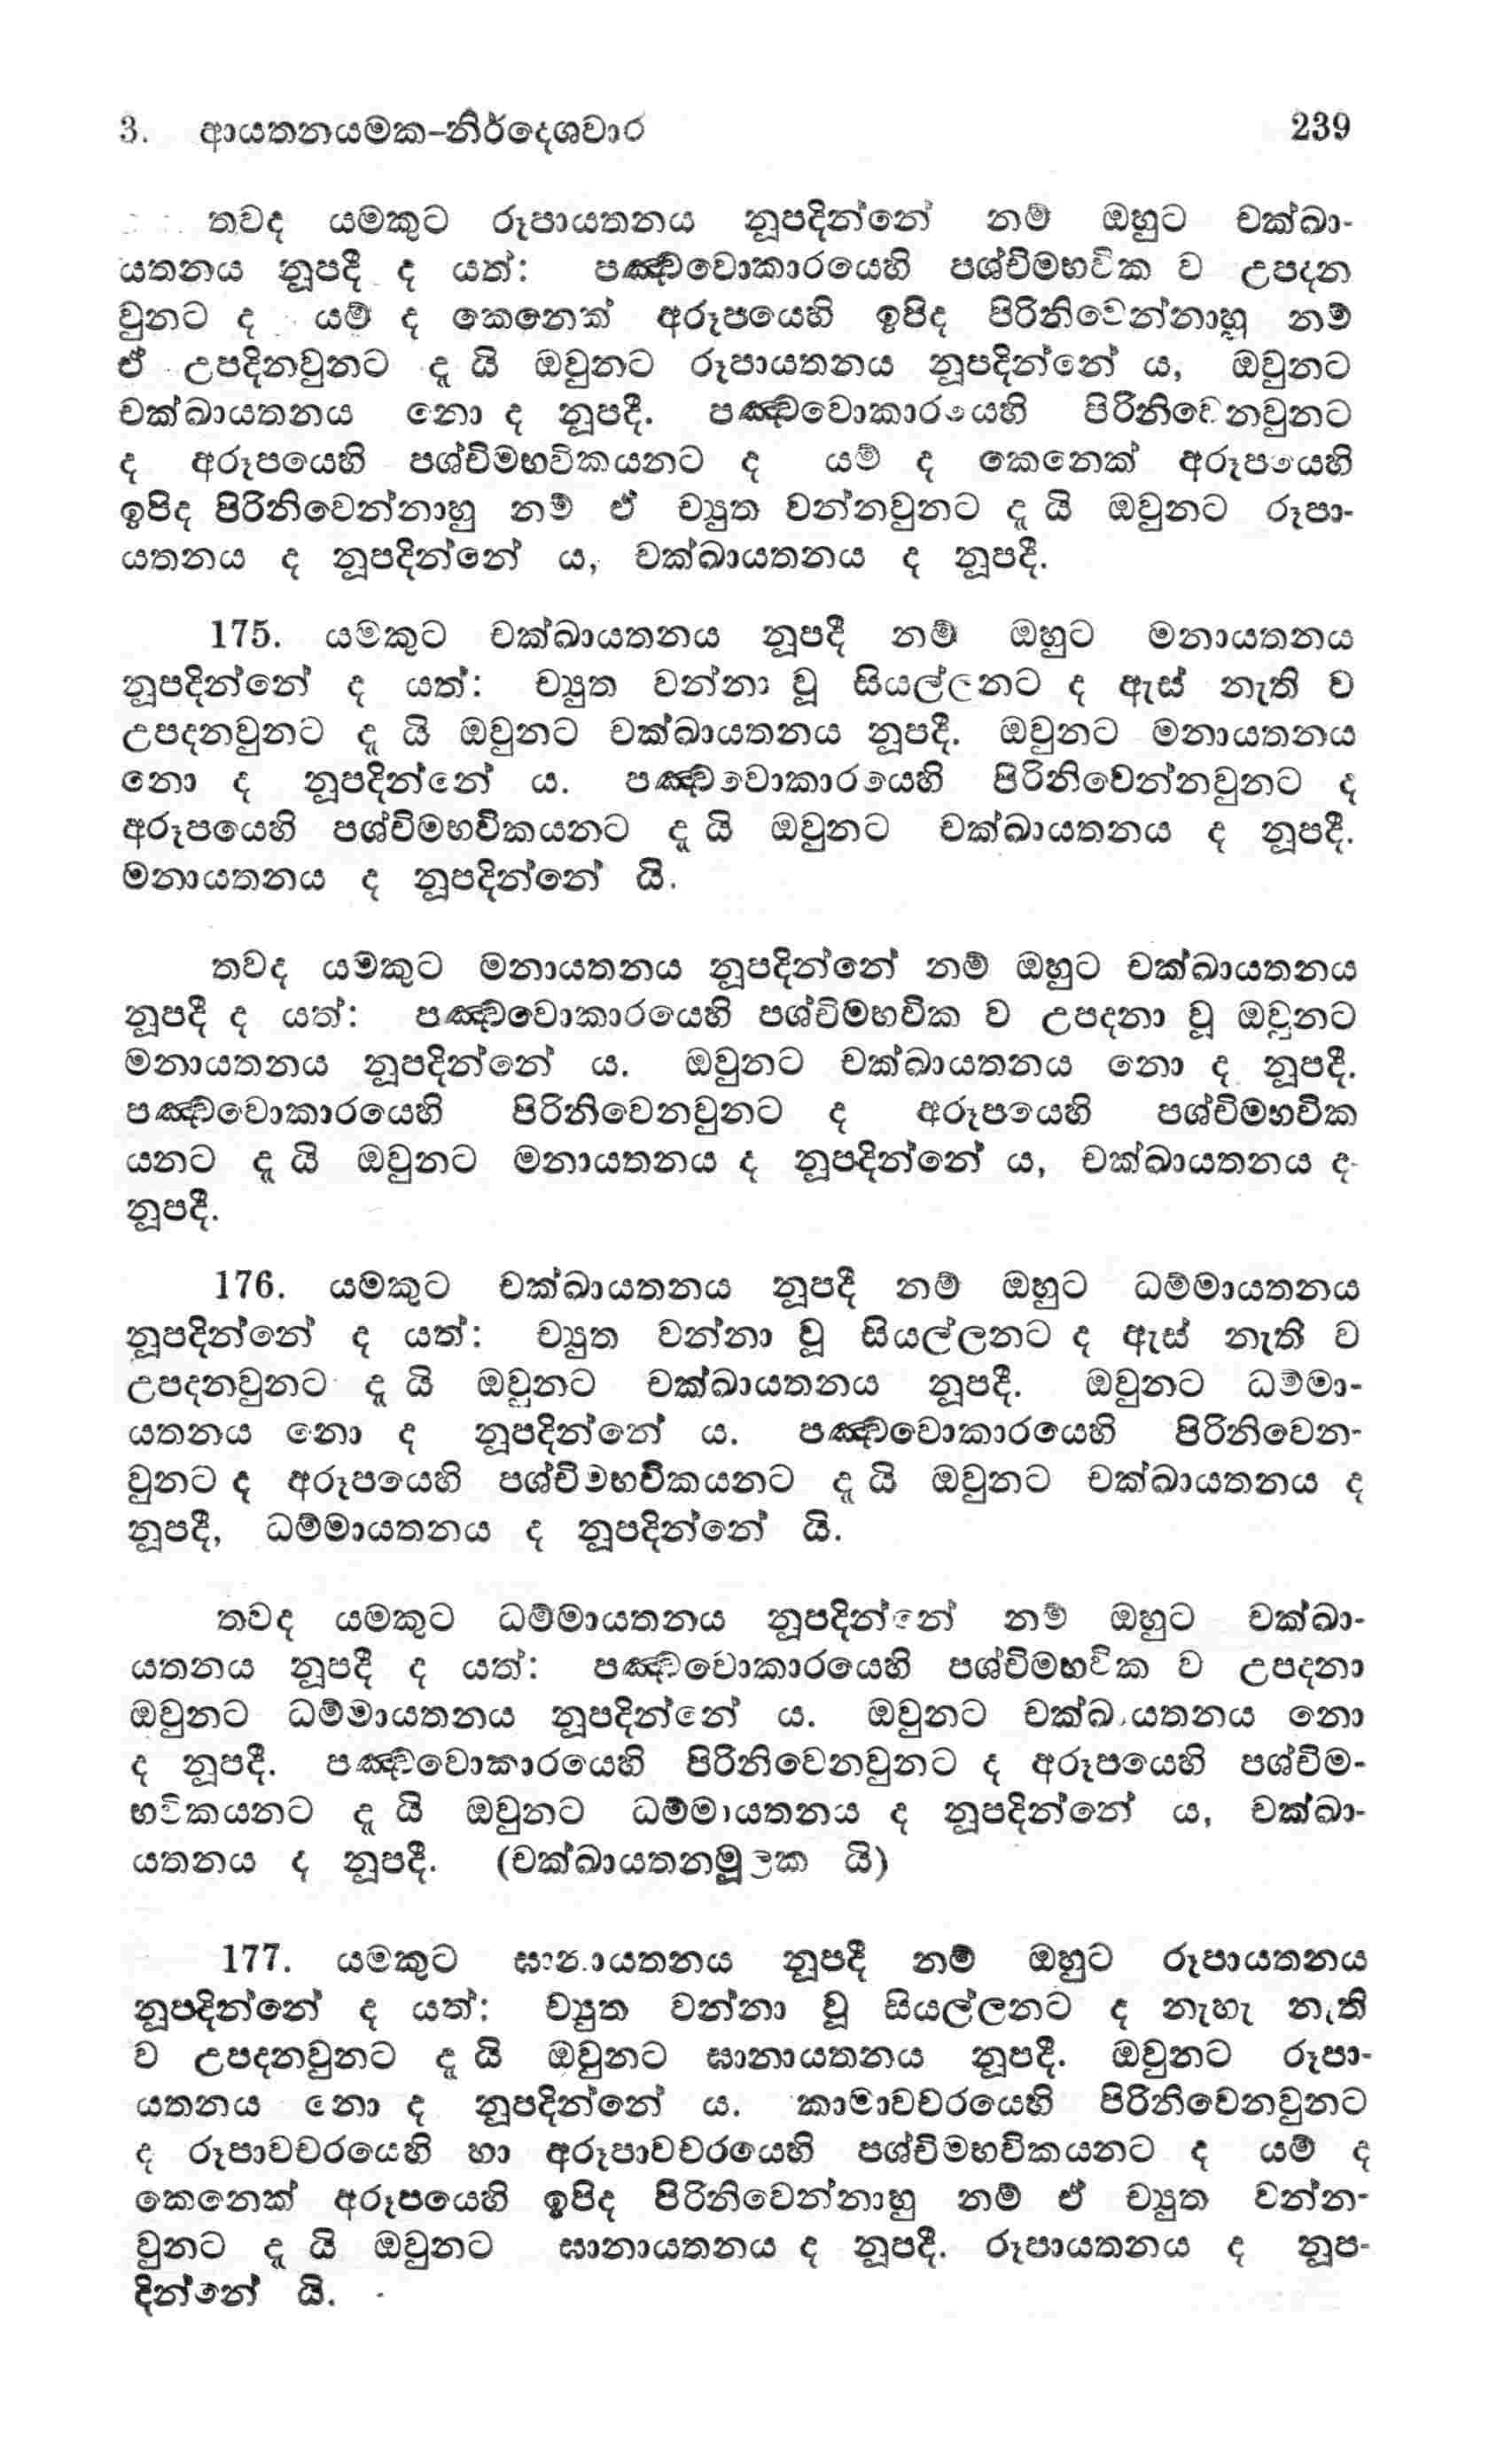 3. ආයතනයමක-නිර්දෙශවාර 239
තවද යමකුට රූපායතනය නූපදින්නේ නම් ඔහුට චක්ඛා-
යතනය නූපදී ද යත්: පඤ්චවොකාරයෙහි පශ්චිමභවික ව උපදන
වුනට ද යම් ද කෙනෙක් අරූපයෙහි ඉපිද පිරිනිවෙන්නාහු නම්
ඒ උපදිනවුනට දැ යි ඔවුනට රූපායතනය නූපදින්නේ ය, ඔවුනට
චක්ඛායතනය නො ද නූපදී. පඤ්චවොකාරයෙහි පිරිනිවෙනවුනට
ද අරූපයෙහි පශ්චිමභවිකයනට ද යම් ද කෙනෙක් අරූපයෙහි
ඉපිද පිරිනිවෙන්නාහු නම් ඒ ච්‍යුත වන්නවුනට දැ යි ඔවුනට රූපා-
යතනය ද නූපදින්නේ ය, චක්ඛායතනය ද නූපදී.
175. යමකුට චක්ඛායතනය නූපදී නම් ඔහුට මනායතනය
නූපදින්නේ ද යත්: ච්‍යුත වන්නා වූ සියල්ලනට ද ඇස් නැති ව
උපදනවුනට දැ යි ඔවුනට චක්ඛායතනය නූපදී. ඔවුනට මනායතනය
නො ද නූපදින්නේ ය. පඤ්චවොකාරයෙහි පිරිනිවෙන්නවුනට ද
අරූපයෙහි පශ්චිමභවිකයනට දැ යි ඔවුනට චක්ඛායතනය ද නූපදී.
මනායතනය ද නූපදින්නේ යි.
තවද යමකුට මනායතනය නූපදින්නේ නම් ඔහුට චක්ඛායතනය
නූපදී ද යත්: පඤ්චවොකාරයෙහි පශ්චිමභවික ව උපදනා වූ ඔවුනට
මනායතනය නූපදින්නේ ය. ඔවුනට චක්ඛායතනය නො ද නූපදී.
පඤ්චවොකාරයෙහි පිරිනිවෙනවුනට ද අරූපයෙහි පශ්චිමභවික
යනට දැ යි ඔවුනට මනායතනය ද නූපදින්නේ ය, චක්ඛායතනය ද
නූපදී.
176. යමකුට චක්ඛායතනය නූපදී නම් ඔහුට ධම්මායතනය
නූපදින්නේ ද යත්: ච්‍යුත වන්නා වූ සියල්ලනට ද ඇස් නැති ව
උපදනවුනට දැ යි ඔවුනට චක්ඛායතනය නූපදී. ඔවුනට ධම්මා-
යතනය නො ද නූපදින්නේ ය. පඤ්චවොකාරයෙහි පිරිනිවෙන-
වුනට ද අරූපයෙහි පශ්චිමභවිකයනට දැ යි ඔවුනට චක්ඛායතනය ද
නූපදී, ධම්මායතනය ද නූපදින්නේ යි.
තවද යමකුට ධම්මායතනය නූපදින්නේ නම් ඔහුට චක්ඛා-
යතනය නූපදී ද යත්: පඤ්චවොකාරයෙහි පශ්චිමභවික ව උපදනා
ඔවුනට ධම්මායතනය නූපදින්නේ ය. ඔවුනට චක්ඛායතනය නො
ද නූපදී. පඤ්චවොකාරයෙහි පිරිනිවෙනවුනට ද අරූපයෙහි පශ්චිම-
භවිකයනට දැ යි ඔවුනට ධම්මායතනය ද නූපදින්නේ ය, චක්ඛා-
යතනය ද නූපදී. (චක්ඛායතනමූලක යි)
177. යමකුට ඝානායතනය නූපදී නම් ඔහුට රූපායතනය
නූපදින්නේ ද යත්: ච්‍යුත වන්නා වූ සියල්ලනට ද නැහැ නැති
ව උපදනවුනට දැ යි ඔවුනට ඝානායතනය නූපදී. ඔවුනට රූපා-
යතනය නො ද නූපදින්නේ ය. කාමාවචරයෙහි පිරිනිවෙනවුනට
ද රූපාවචරයෙහි හා අරූපාවචරයෙහි පශ්චිමභවිකයනට ද යම් ද
කෙනෙක් අරූපයෙහි ඉපිද පිරිනිවෙන්නාහු නම් ඒ ච්‍යුත වන්න-
වුනට දැ යි ඔවුනට ඝානායතනය ද නූපදී. රූපායතනය ද නූප-
දින්නේ යි.